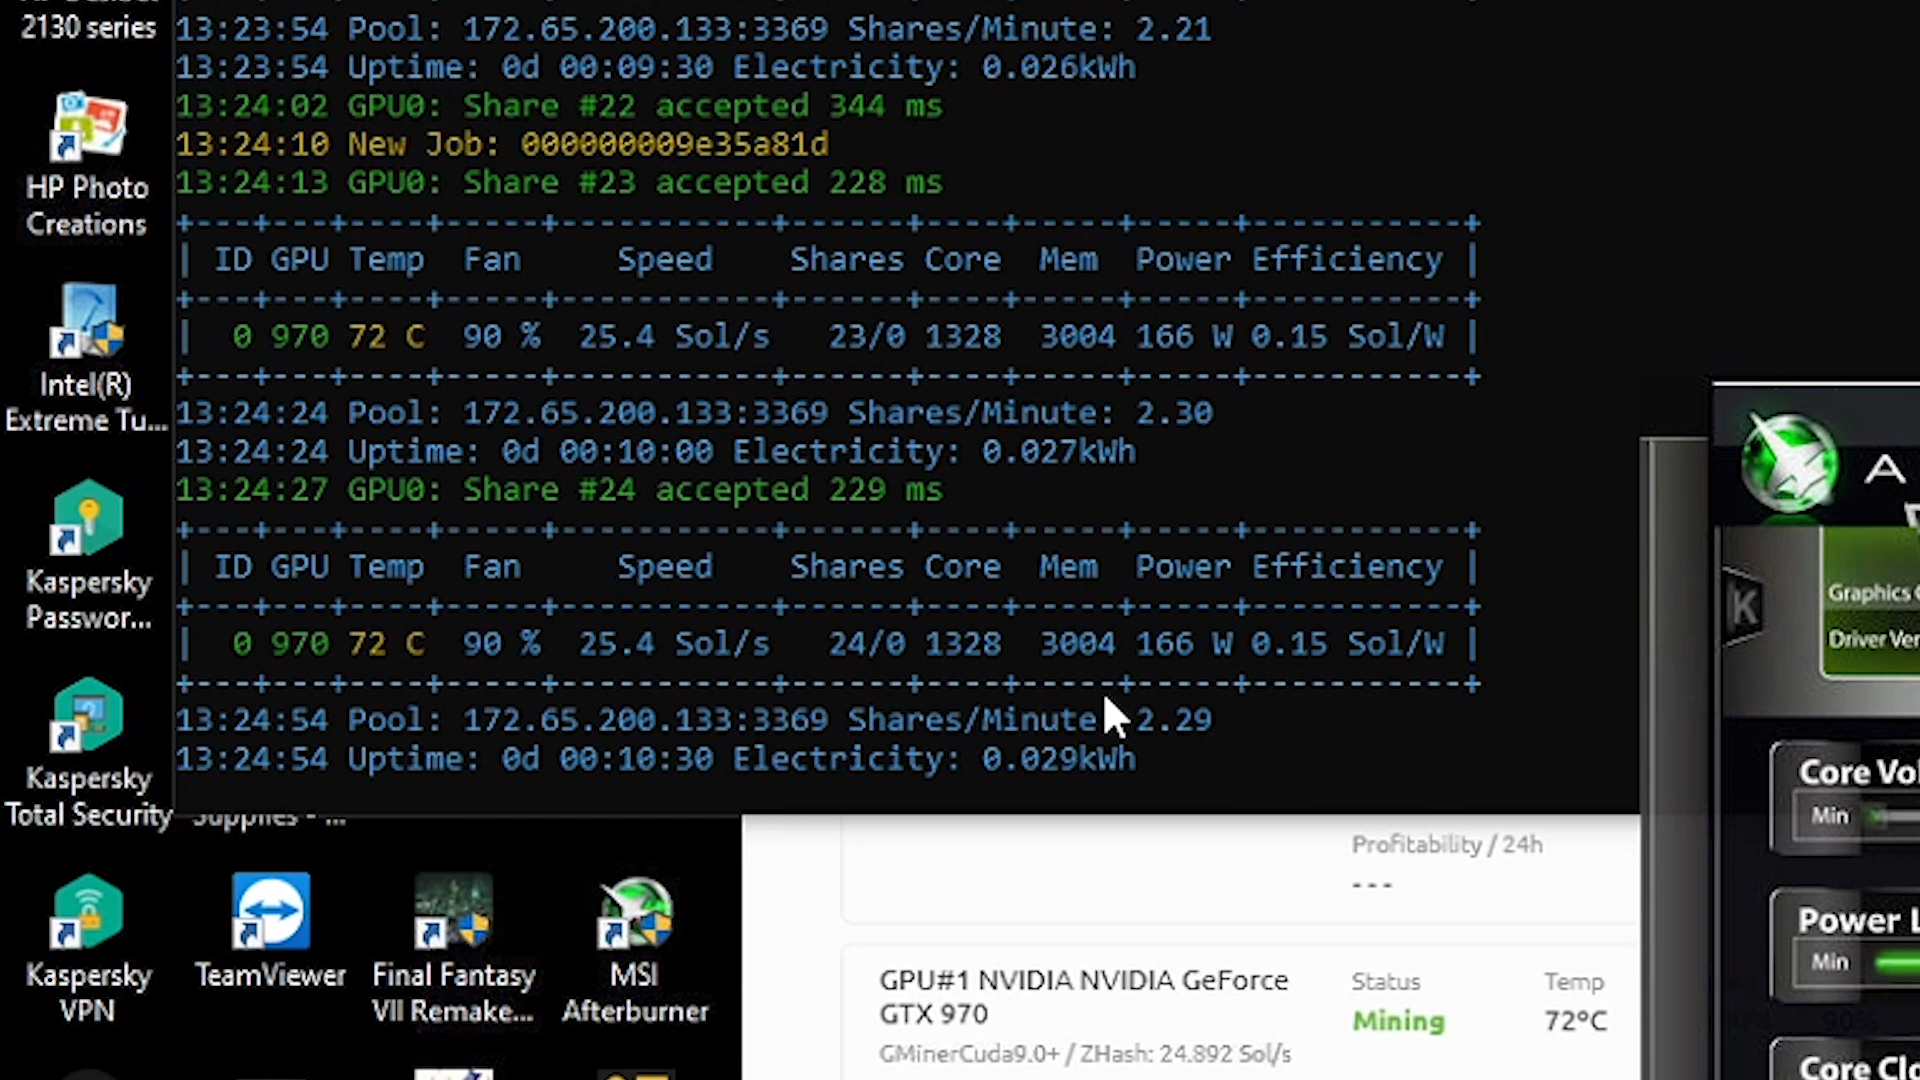 2130 series
HP Photo
Creations
Intel(R)
Extreme Tu...
Kaspersky
Passwor...
Kaspersky
Total Security
Kaspersky
VPN
TeamViewer
Final Fantasy
VII Remake...
MSI
Afterburner
Supplies - ...
13:23:54 Pool: 172.65.200.133:3369 Shares/Minute: 2.21
13:23:54 Uptime: 0d 00:09:30 Electricity: 0.026kWh
13:24:02 GPU0: Share #22 accepted 344 ms
13:24:10 New Job: 000000009e35a81d
13:24:13 GPU0: Share #23 accepted 228 ms
+---+---+----+-----+-----------+------+----+-----+-----+-----------+
| ID GPU Temp Fan Speed Shares Core Mem Power Efficiency |
+---+---+----+-----+-----------+------+----+-----+-----+-----------+
| 0 970 72 C 90 % 25.4 Sol/s 23/0 1328 3004 166 W 0.15 Sol/W |
+---+---+----+-----+-----------+------+----+-----+-----+-----------+
13:24:24 Pool: 172.65.200.133:3369 Shares/Minute: 2.30
13:24:24 Uptime: 0d 00:10:00 Electricity: 0.027kWh
13:24:27 GPU0: Share #24 accepted 229 ms
+---+---+----+-----+-----------+------+----+-----+-----+-----------+
| ID GPU Temp Fan Speed Shares Core Mem Power Efficiency |
+---+---+----+-----+-----------+------+----+-----+-----+-----------+
| 0 970 72 C 90 % 25.4 Sol/s 24/0 1328 3004 166 W 0.15 Sol/W |
+---+---+----+-----+-----------+------+----+-----+-----+-----------+
13:24:54 Pool: 172.65.200.133:3369 Shares/Minute: 2.29
13:24:54 Uptime: 0d 00:10:30 Electricity: 0.029kWh
Profitability / 24h
---
GPU#1 NVIDIA NVIDIA GeForce
GTX 970
GMinerCuda9.0+ / ZHash: 24.892 Sol/s
Status
Mining
Temp
72°C
A
K
Graphics
Driver Ver
Core Vol
Min
Power L
Min
Core Clo